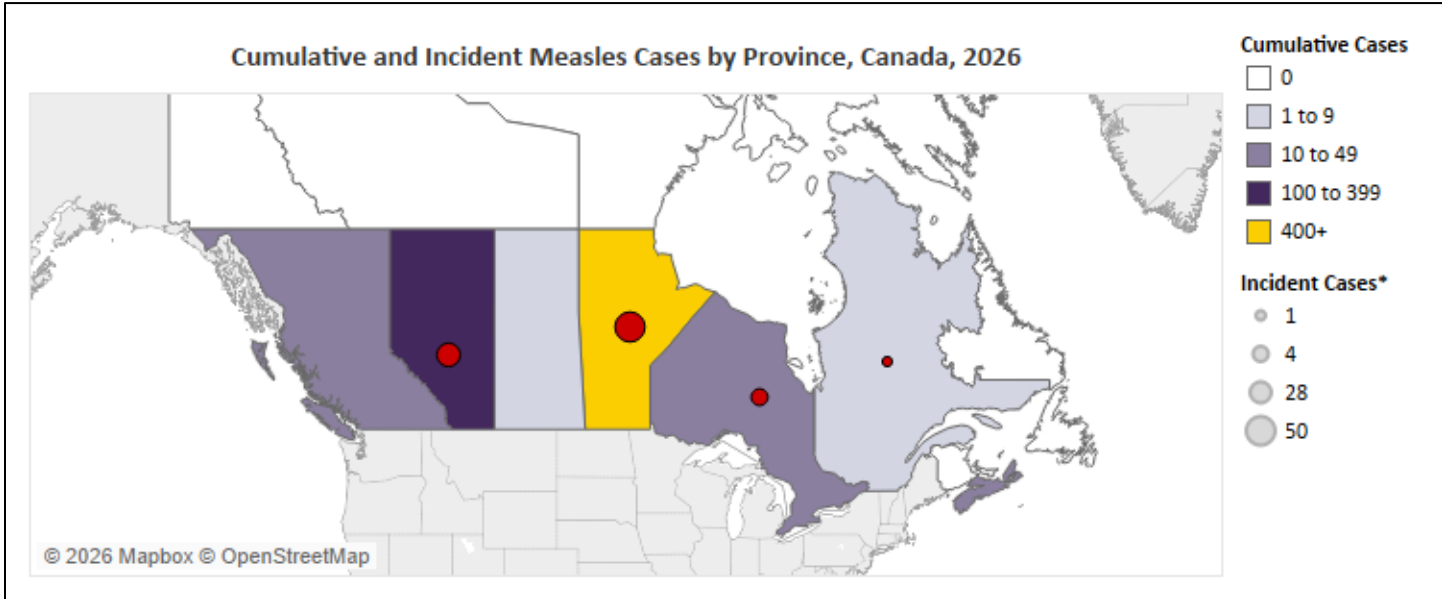 Cumulative and Incident Measles Cases by Province, Canada, 2026
Cumulative Cases
0
1 to 9
10 to 49
100 to 399
400+
Incident Cases*
1
4
28
50
© 2026 Mapbox © OpenStreetMap